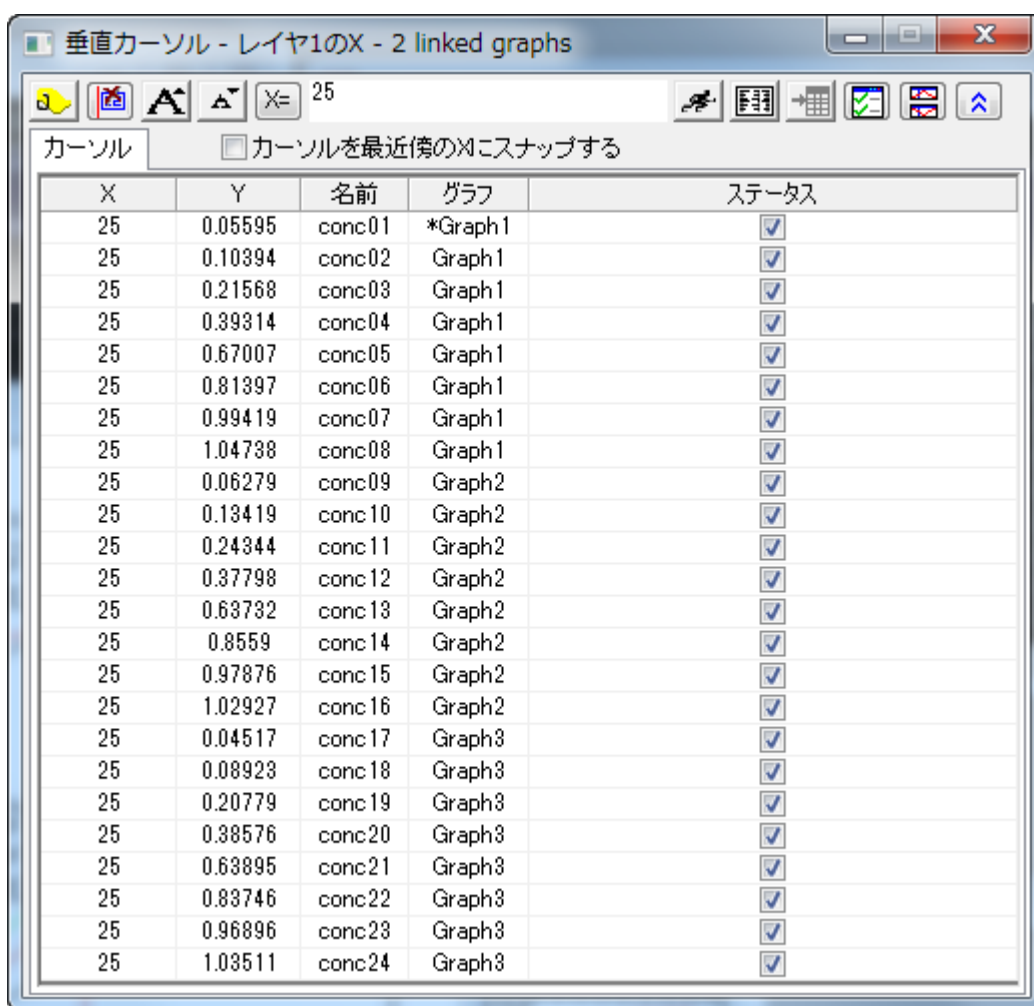 垂直カーソル - レイヤ1のX - 2 linked graphs
X= 25
カーソル カーソルを最近傍のXにスナップする
X Y 名前 グラフ ステータス
25 0.05595 conc01 *Graph1
25 0.10394 conc02 Graph1
25 0.21568 conc03 Graph1
25 0.39314 conc04 Graph1
25 0.67007 conc05 Graph1
25 0.81397 conc06 Graph1
25 0.99419 conc07 Graph1
25 1.04738 conc08 Graph1
25 0.06279 conc09 Graph2
25 0.13419 conc10 Graph2
25 0.24344 conc11 Graph2
25 0.37798 conc12 Graph2
25 0.63732 conc13 Graph2
25 0.8559 conc14 Graph2
25 0.97876 conc15 Graph2
25 1.02927 conc16 Graph2
25 0.04517 conc17 Graph3
25 0.08923 conc18 Graph3
25 0.20779 conc19 Graph3
25 0.38576 conc20 Graph3
25 0.63895 conc21 Graph3
25 0.83746 conc22 Graph3
25 0.96896 conc23 Graph3
25 1.03511 conc24 Graph3